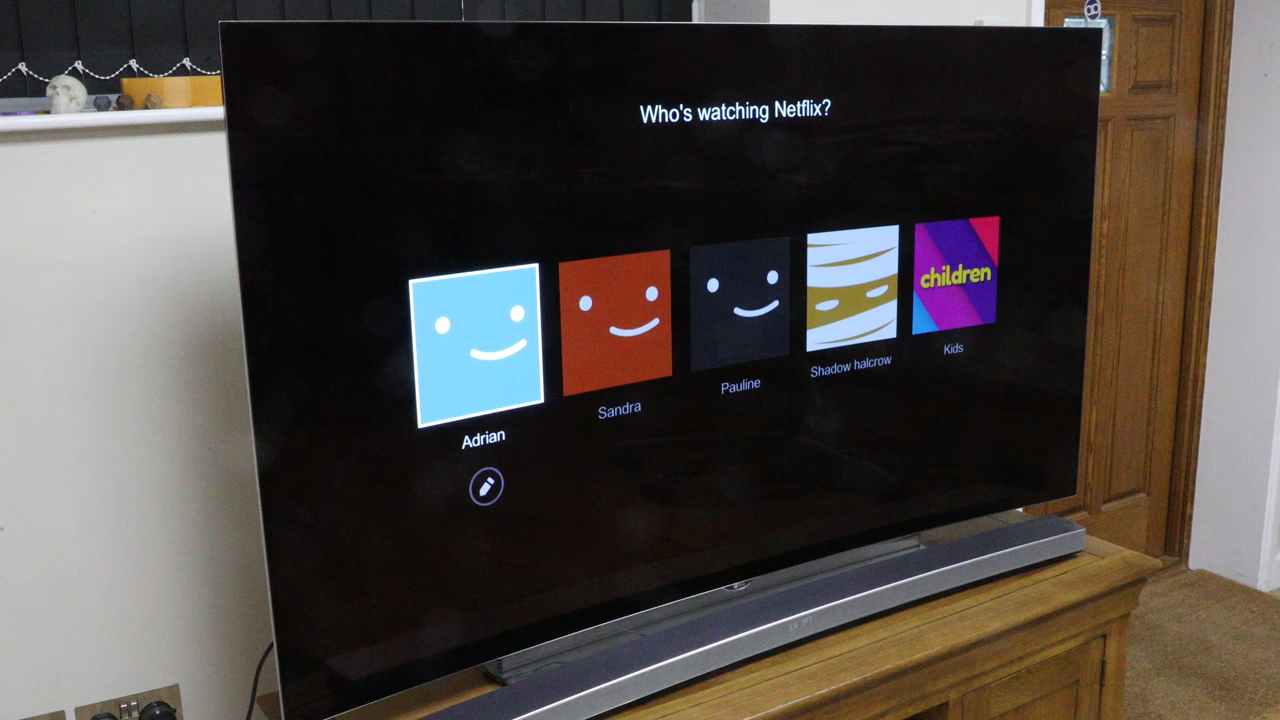 Who's watching Netflix?
children
Adrian
Sandra
Pauline
Shadow halcrow
Kids